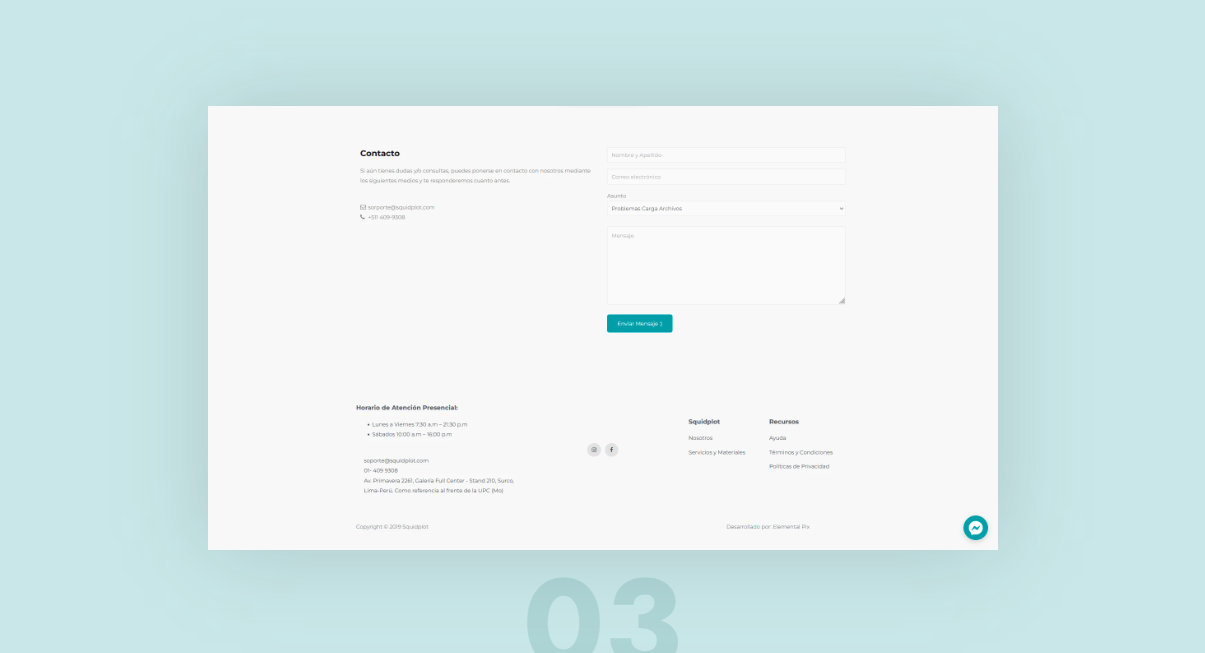 Contacto
Si aún tienes dudas y/o consultas, puedes ponerse en contacto con nosotros mediante
los siguientes medios y te responderemos cuanto antes.
soporte@squidplot.com
+511 409-9308
Nombre y Apellido
Correo electrónico
Asunto
Problemas Carga Archivos
Mensaje
Enviar Mensaje :)
Horario de Atención Presencial:
• Lunes a Viernes 7:30 a.m – 21:30 p.m
• Sábados 10:00 a.m – 16:00 p.m
soporte@squidplot.com
01- 409 9308
Av. Primavera 2261, Galería Full Center - Stand 210, Surco,
Lima-Perú. Como referencia al frente de la UPC (Mo)
Squidplot
Nosotros
Servicios y Materiales
Recursos
Ayuda
Términos y Condiciones
Políticas de Privacidad
Copyright © 2019 Squidplot
Desarrollado por: Elemental Pix
03